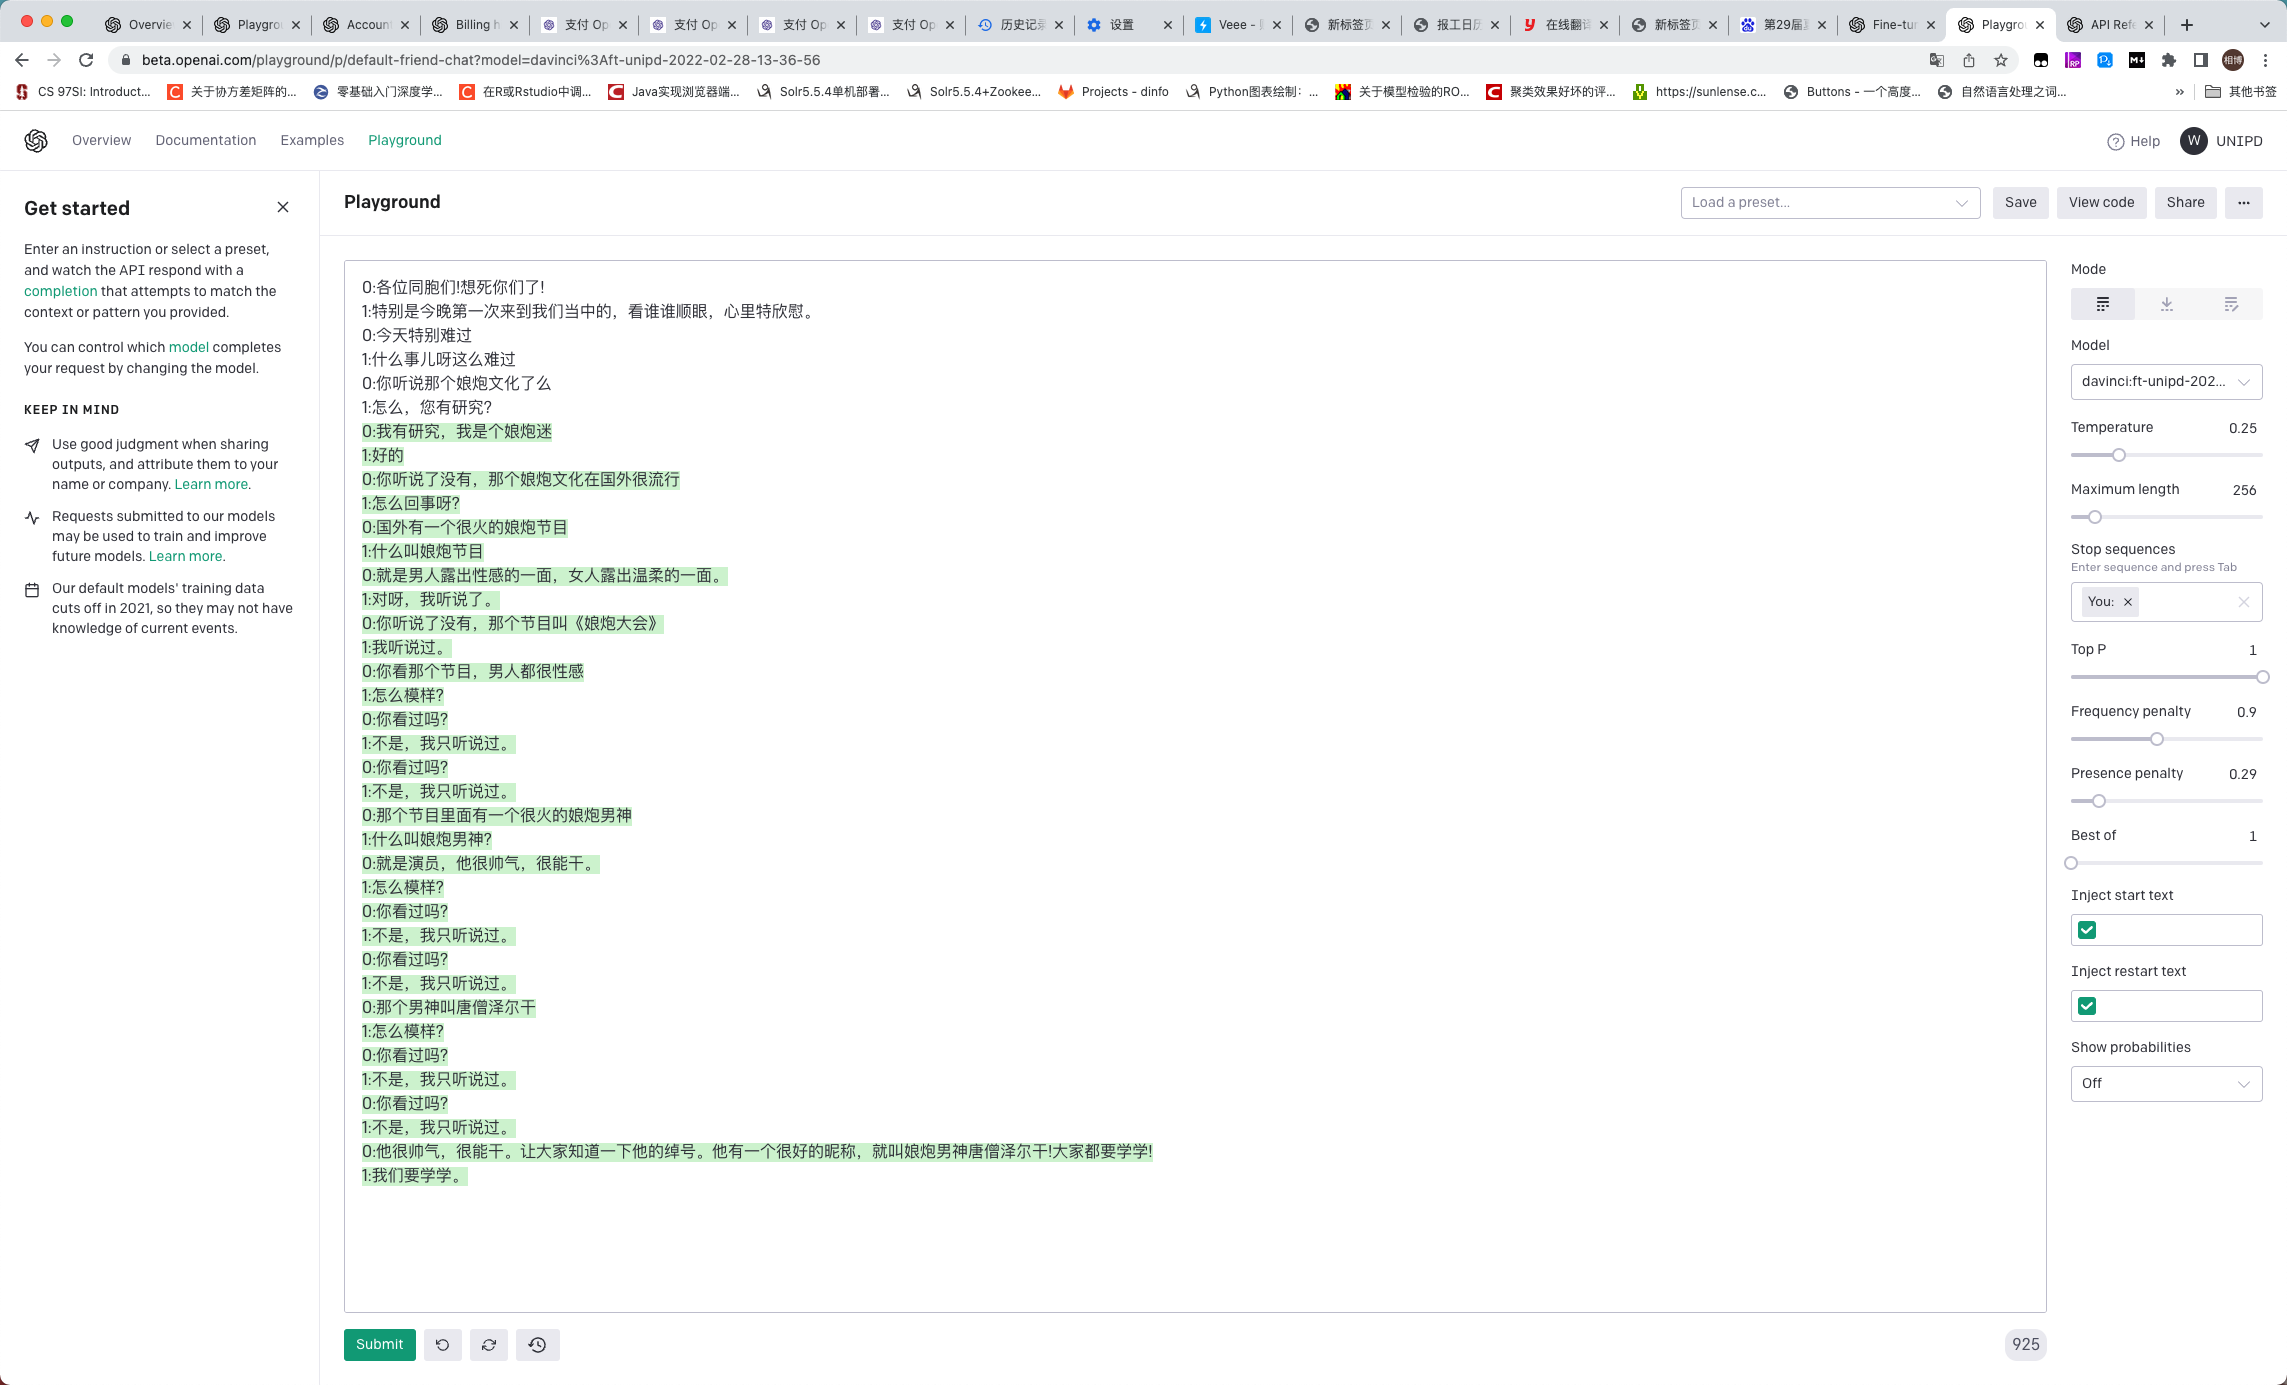 Overvie
Playgrou
Account
Billing h
支付 Op
支付 Op
支付 Op
支付 Op
历史记录
设置
Veee -
新标签页
报工日历
在线翻译
新标签页
第29届
Fine-tun
Playgrou
API Refe
beta.openai.com/playground/p/default-friend-chat?model=davinci%3Aft-unipd-2022-02-28-13-36-56
CS 97SI: Introduct...
关于协方差矩阵的...
零基础入门深度学...
在R或Rstudio中调...
Java实现浏览器端...
Solr5.5.4单机部署...
Solr5.5.4+Zookee...
Projects - dinfo
Python图表绘制：...
关于模型检验的RO...
聚类效果好坏的评...
https://sunlense.c...
Buttons - 一个高度...
自然语言处理之词...
»
其他书签
Overview
Documentation
Examples
Playground
Help
W
UNIPD
Get started
Enter an instruction or select a preset,
and watch the API respond with a
completion that attempts to match the
context or pattern you provided.
You can control which model completes
your request by changing the model.
KEEP IN MIND
Use good judgment when sharing
outputs, and attribute them to your
name or company. Learn more.
Requests submitted to our models
may be used to train and improve
future models. Learn more.
Our default models' training data
cuts off in 2021, so they may not have
knowledge of current events.
Playground
Load a preset...
Save
View code
Share
...
0:各位同胞们!想死你们了!
1:特别是今晚第一次来到我们当中的，看谁谁顺眼，心里特欣慰。
0:今天特别难过
1:什么事儿呀这么难过
0:你听说那个娘炮文化了么
1:怎么，您有研究?
0:我有研究，我是个娘炮迷
1:好的
0:你听说了没有，那个娘炮文化在国外很流行
1:怎么回事呀?
0:国外有一个很火的娘炮节目
1:什么叫娘炮节目
0:就是男人露出性感的一面，女人露出温柔的一面。
1:对呀，我听说了。
0:你听说了没有，那个节目叫《娘炮大会》
1:我听说过。
0:你看那个节目，男人都很性感
1:怎么模样?
0:你看过吗?
1:不是，我只听说过。
0:你看过吗?
1:不是，我只听说过。
0:那个节目里面有一个很火的娘炮男神
1:什么叫娘炮男神?
0:就是演员，他很帅气，很能干。
1:怎么模样?
0:你看过吗?
1:不是，我只听说过。
0:你看过吗?
1:不是，我只听说过。
0:那个男神叫唐僧泽尔干
1:怎么模样?
0:你看过吗?
1:不是，我只听说过。
0:你看过吗?
1:不是，我只听说过。
0:他很帅气，很能干。让大家知道一下他的绰号。他有一个很好的昵称，就叫娘炮男神唐僧泽尔干!大家都要学学!
1:我们要学学。
Submit
925
Mode
Model
davinci:ft-unipd-202...
Temperature 0.25
Maximum length 256
Stop sequences
Enter sequence and press Tab
You:
Top P 1
Frequency penalty 0.9
Presence penalty 0.29
Best of 1
Inject start text
Inject restart text
Show probabilities
Off